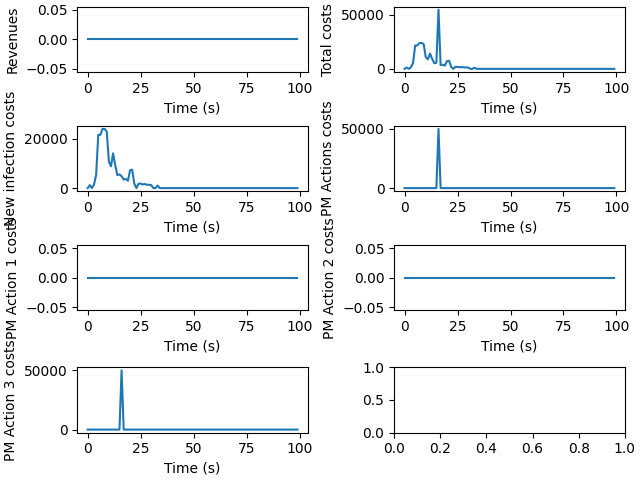 Revenues
0.05
0.00
−0.05
0 25 50 75 100
Time (s)
Total costs
50000
0
0 25 50 75 100
Time (s)
New infection costs
20000
0
0 25 50 75 100
Time (s)
PM Actions costs
50000
0
0 25 50 75 100
Time (s)
PM Action 1 costs
0.05
0.00
−0.05
0 25 50 75 100
Time (s)
PM Action 2 costs
0.05
0.00
−0.05
0 25 50 75 100
Time (s)
PM Action 3 costs
50000
0
0 25 50 75 100
Time (s)
1.0
0.5
0.0
0.0 0.2 0.4 0.6 0.8 1.0